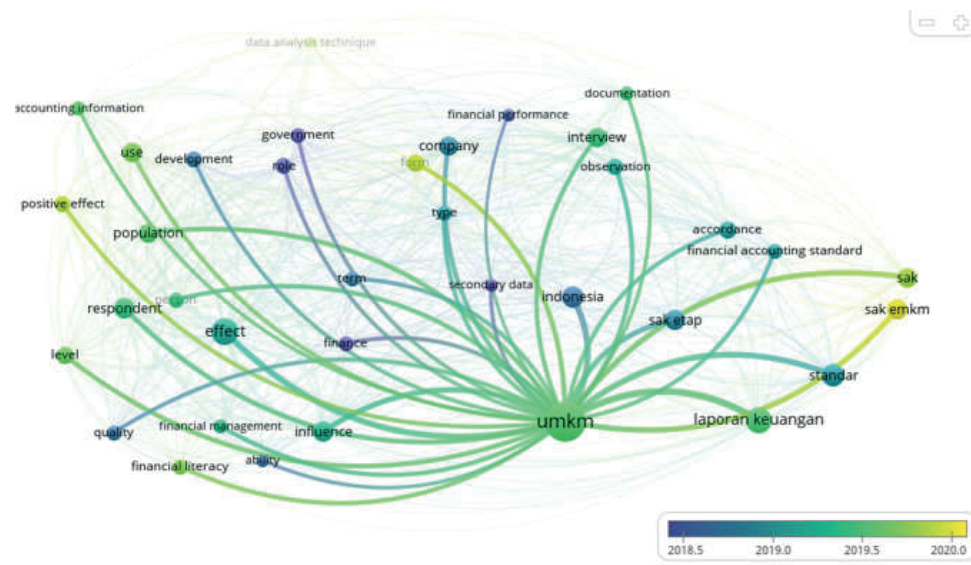 data analysis technique
documentation
accounting information
financial performance
government
interview
company
use
development
form
role
observation
positive effect
type
population
accordance
financial accounting standard
sak
term
secondary data
indonesia
person
respondent
sak emkm
sak etap
effect
finance
level
standar
umkm
laporan keuangan
quality
financial management
influence
ability
financial literacy
2018.5 2019.0 2019.5 2020.0